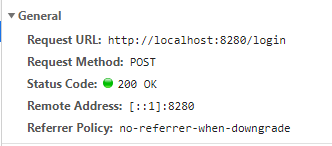 General
Request URL: http://localhost:8280/login
Request Method: POST
Status Code: 200 OK
Remote Address: [::1]:8280
Referrer Policy: no-referrer-when-downgrade